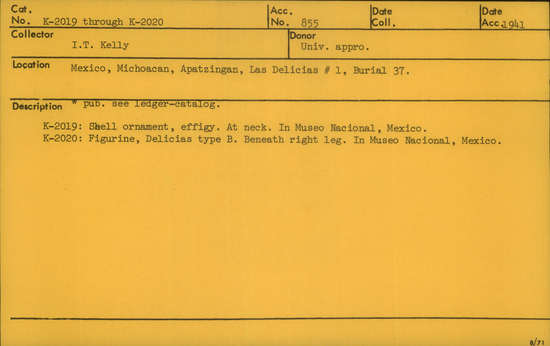 Cat. No. K-2019 through K-2020 Acc. No. 855 Date Coll. Date Acc.1941
Collector I.T. Kelly Donor Univ. appro.
Location Mexico, Michoacan, Apatzingan, Las Delicias # 1, Burial 37.
Description * pub. see ledger-catalog.
K-2019: Shell ornament, effigy. At neck. In Museo Nacional, Mexico.
K-2020: Figurine, Delicias type B. Beneath right leg. In Museo Nacional, Mexico.
8/71